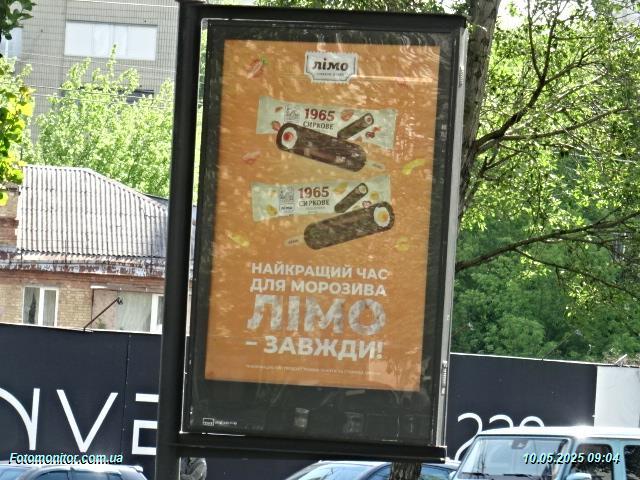 лімо
1965
СИРКОВЕ
1965
СИРКОВЕ
лімо
НАЙКРАЩИЙ ЧАС
ДЛЯ МОРОЗИВА
ЛІМО
– ЗАВЖДИ!
Fotomonitor.com.ua
10.05.2025 09:04